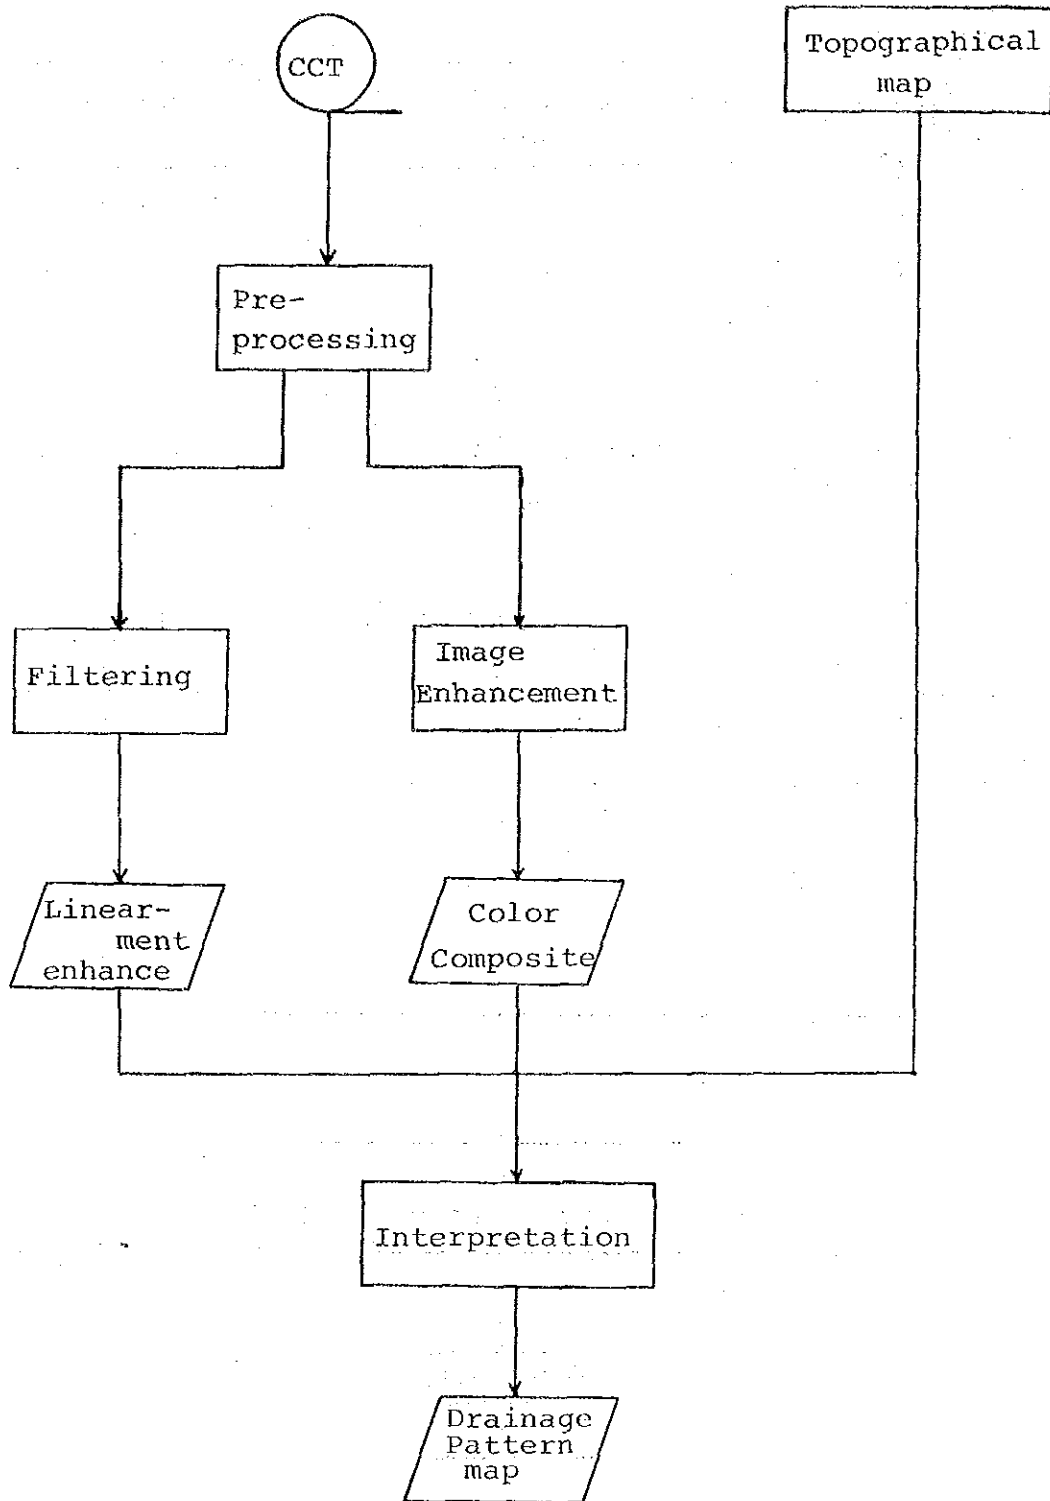 CCT
Topographical
map
Pre-
processing
Filtering
Image
Enhancement
Linear-
ment
enhance
Color
Composite
Interpretation
Drainage
Pattern
map